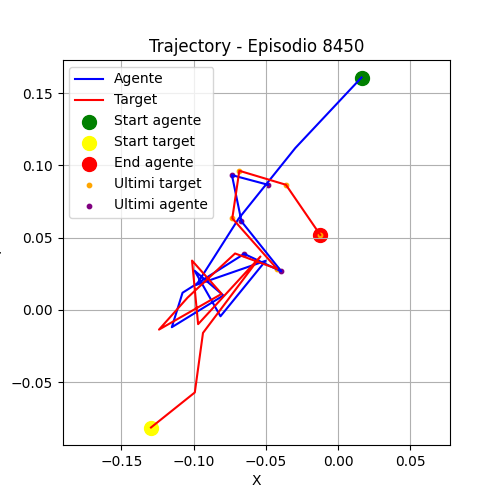 Trajectory - Episodio 8450
Agente
Target
Start agente
Start target
End agente
Ultimi target
Ultimi agente
0.15
0.10
0.05
0.00
−0.05
−0.15
−0.10
−0.05
0.00
0.05
X